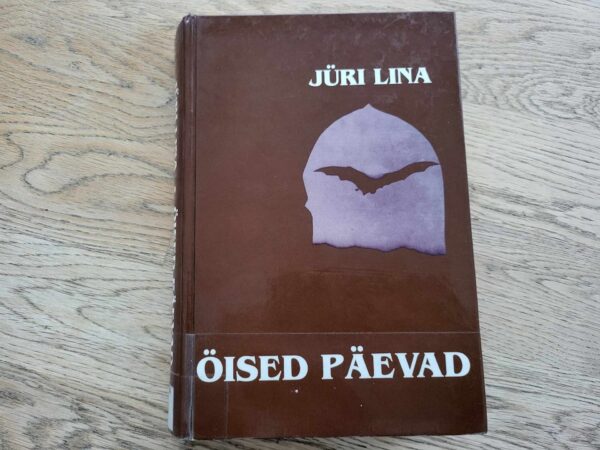 JÜRI LINA
ÖISED PÄEVAD